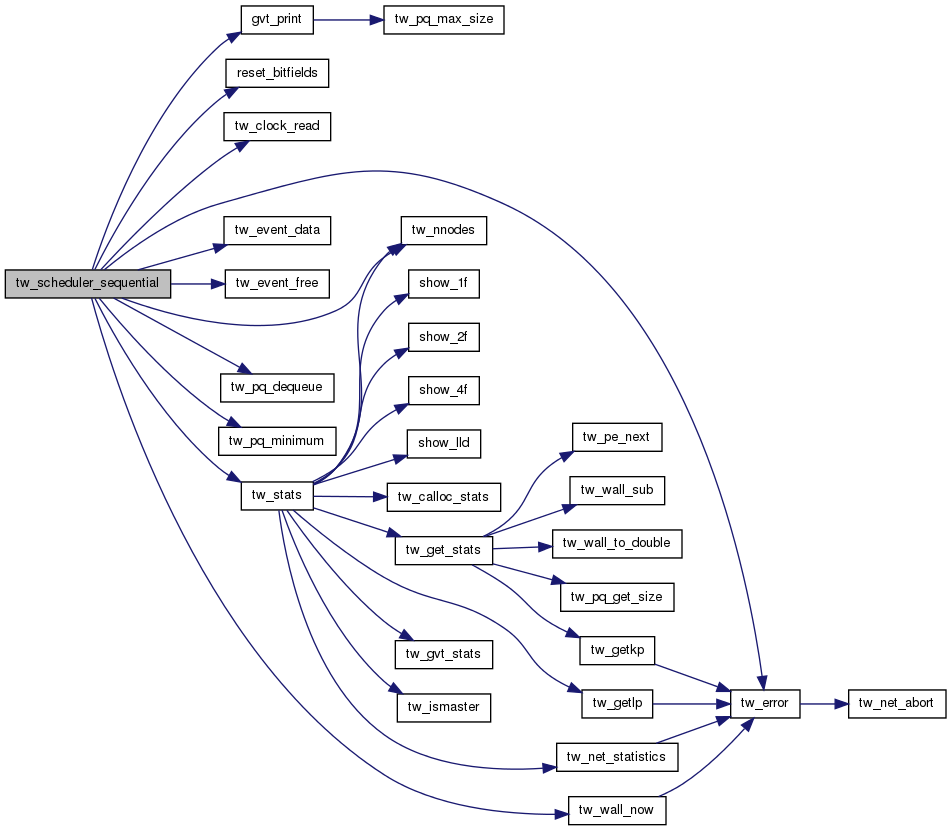 gvt_print
tw_pq_max_size
reset_bitfields
tw_clock_read
tw_event_data
tw_nnodes
tw_scheduler_sequential
tw_event_free
show_1f
show_2f
tw_pq_dequeue
show_4f
tw_pq_minimum
show_lld
tw_pe_next
tw_stats
tw_calloc_stats
tw_wall_sub
tw_get_stats
tw_wall_to_double
tw_pq_get_size
tw_gvt_stats
tw_getkp
tw_ismaster
tw_getlp
tw_error
tw_net_abort
tw_net_statistics
tw_wall_now